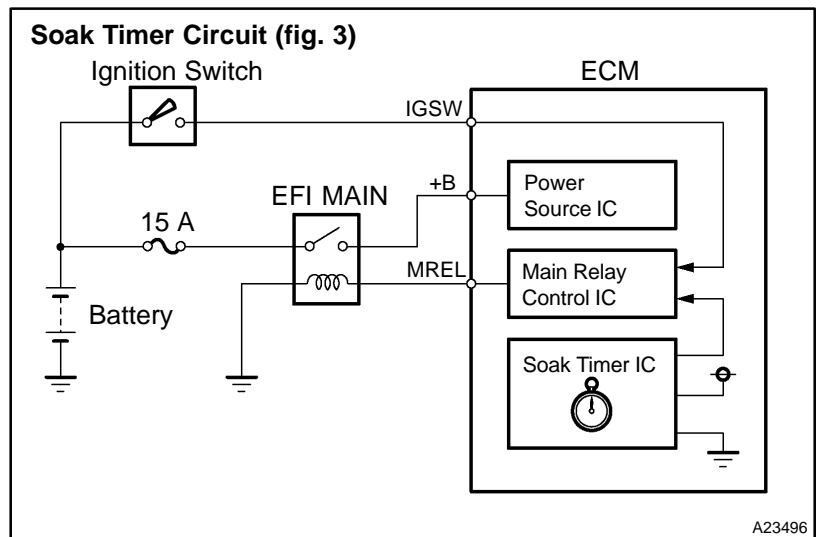 Soak Timer Circuit (fig. 3)
Ignition Switch
ECM
IGSW
+B
Power
Source IC
EFI MAIN
15 A
MREL
Main Relay
Control IC
Battery
Soak Timer IC
A23496